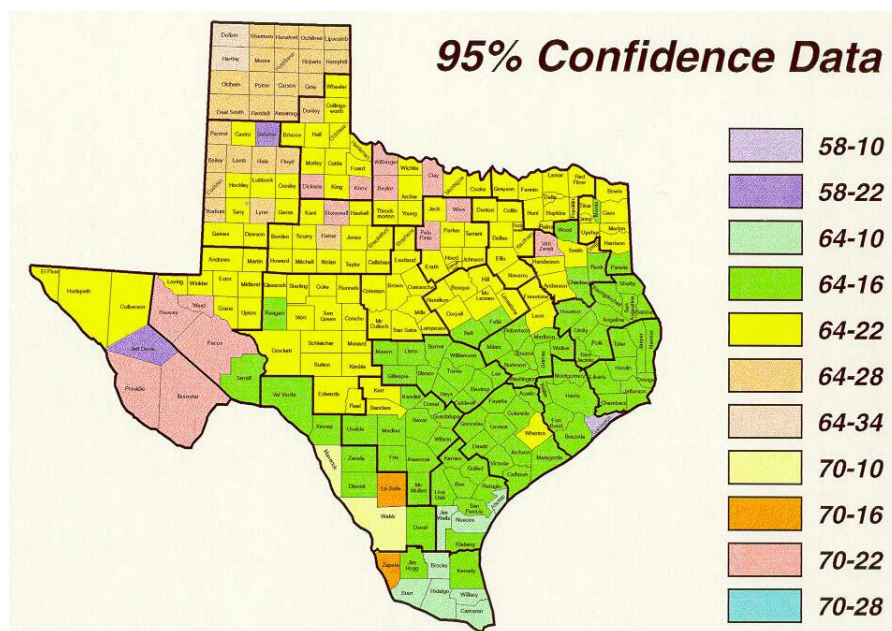 95% Confidence Data
58-10
58-22
64-10
64-16
64-22
64-28
64-34
70-10
70-16
70-22
70-28
Dallam Sherman Hansford Ochiltree Lipscomb
Hartley Moore Roberts Hemphill
Oldham Potter Carson Gray Wheeler
Deaf Smith Randall Armstrong Donley Collingsworth
Parmer Castro Briscoe Hall
Bailey Lamb Hale Floyd Motley Cottle Foard Wilbarger Wichita Clay
Hockley Lubbock Crosby Dickens King Knox Baylor Archer Cooke Grayson Fannin Lamar Red River Bowie
Yoakum Terry Lynn Garza Kent Stonewall Haskell Throckmorton Young Jack Wise Denton Collin Hunt Hopkins Titus Cass
Gaines Dawson Borden Scurry Fisher Jones Palo Pinto Parker Tarrant Dallas Wood Upshur Marion
Andrews Martin Howard Mitchell Nolan Taylor Callahan Eastland Erath Hood Johnson Ellis Van Zandt Smith Harrison
El Paso Loving Winkler Ector Midland Glasscock Sterling Coke Runnels Coleman Brown Comanche Bosque Hill Navarro Henderson Anderson Rusk Panola
Hudspeth Culberson Reeves Ward Crane Upton Reagan Irion Tom Green Concho McCulloch San Saba Lampasas Hamilton Coryell McLennan Freestone Leon Houston Shelby
Jeff Davis Pecos Crockett Schleicher Menard Mason Llano Burnet Bell Falls Robertson Madison Walker Trinity Polk Tyler Angelina
Presidio Brewster Terrell Sutton Kimble Gillespie Blanco Travis Williamson Milam Burleson Lee Montgomery Liberty Hardin Orange
Val Verde Edwards Real Kerr Bandera Kendall Comal Hays Bastrop Fayette Austin Harris Chambers Jefferson
Kinney Uvalde Medina Bexar Guadalupe Gonzales Lavaca Colorado Wharton Fort Bend Brazoria
Maverick Zavala Frio Atascosa Wilson Karnes Dewitt Victoria Jackson Matagorda
Dimmit La Salle McMullen Live Oak Bee Goliad Refugio Calhoun
Webb Duval Jim Wells San Patricio Nueces Kleberg
Zapata Jim Hogg Brooks Kenedy
Starr Hidalgo Willacy Cameron